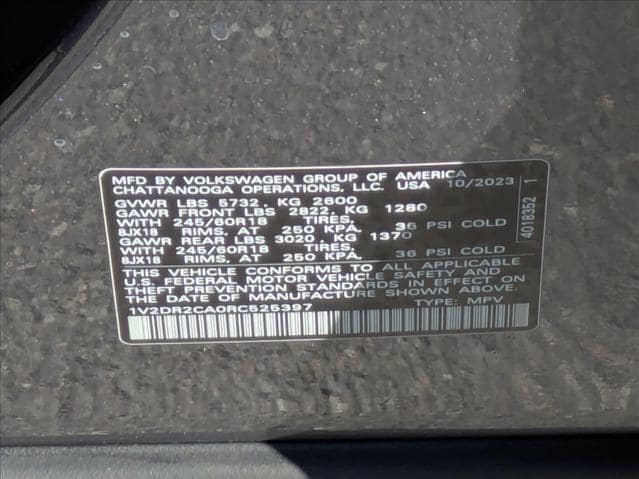 MFD BY VOLKSWAGEN GROUP OF AMERICA
CHATTANOOGA OPERATIONS, LLC. USA 10/2023
GVWR LBS 5732, KG 2600
GAWR FRONT LBS 2822, KG 1280
WITH 245/60R18 TIRES,
8JX18 RIMS, AT 250 KPA, 36 PSI COLD
GAWR REAR LBS 3020, KG 1370
WITH 245/60R18 TIRES,
8JX18 RIMS, AT 250 KPA. 36 PSI COLD
THIS VEHICLE CONFORMS TO ALL APPLICABLE
U.S. FEDERAL MOTOR VEHICLE SAFETY AND
THEFT PREVENTION STANDARDS IN EFFECT ON
THE DATE OF MANUFACTURE SHOWN ABOVE.
1V2DR2CA0RC525397 TYPE: MPV
4018352 1